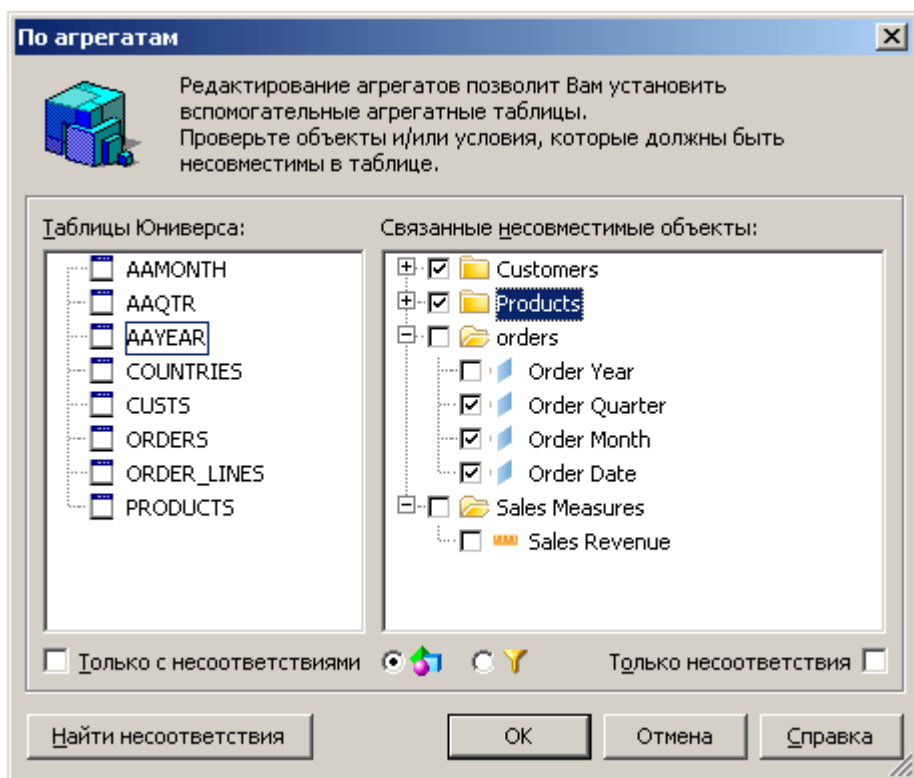 По агрегатам
Редактирование агрегатов позволит Вам установить
вспомогательные агрегатные таблицы.
Проверьте объекты и/или условия, которые должны быть
несовместимы в таблице.
Таблицы Юниверса:
AAMONTH
AAQTR
AAYEAR
COUNTRIES
CUSTS
ORDERS
ORDER_LINES
PRODUCTS
Связанные несовместимые объекты:
Customers
Products
orders
Order Year
Order Quarter
Order Month
Order Date
Sales Measures
Sales Revenue
Только с несоответствиями
Только несоответствия
Найти несоответствия
ОК
Отмена
Справка